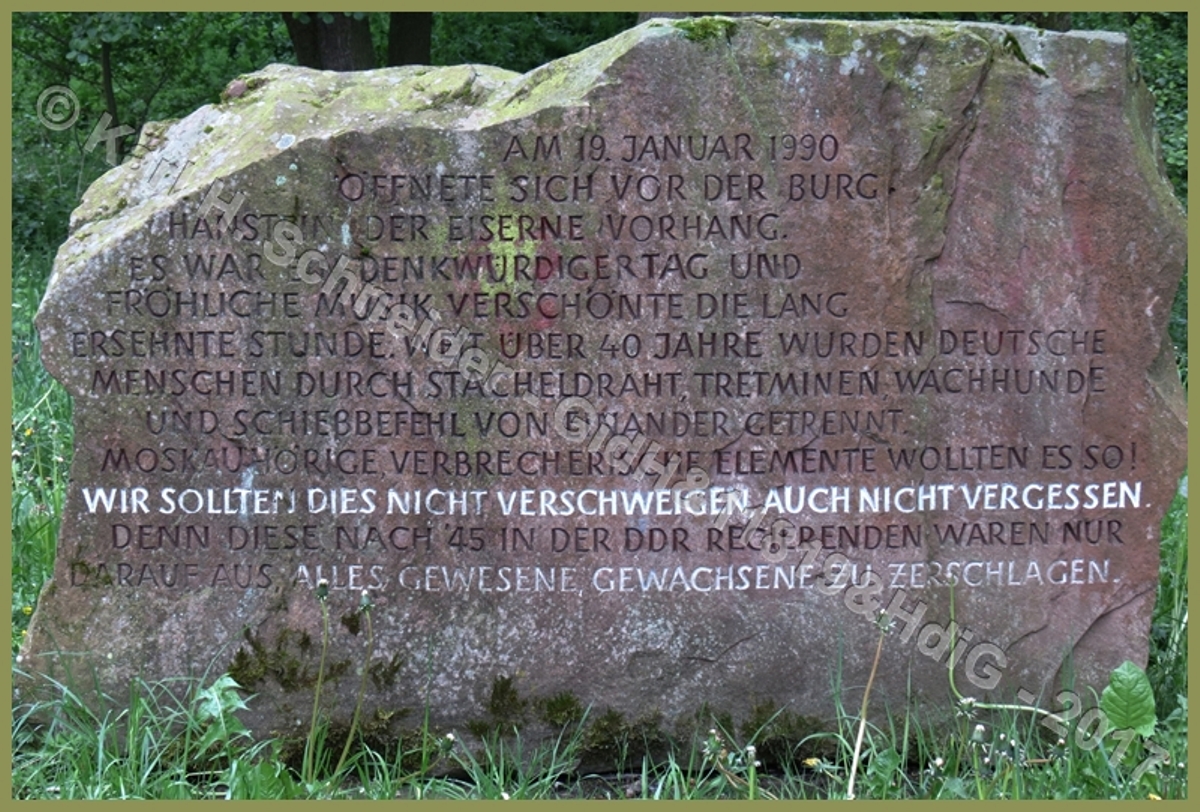 AM 19. JANUAR 1990
ÖFFNETE SICH VOR DER BURG
HANSTEIN DER EISERNE VORHANG.
ES WAR EIN DENKWÜRDIGER TAG UND
FRÖHLICHE MUSIK VERSCHÖNTE DIE LANG
ERSEHNTE STUNDE. WEIT ÜBER 40 JAHRE WURDEN DEUTSCHE
MENSCHEN DURCH STACHELDRAHT, TRETMINEN, WACHHUNDE
UND SCHIEßBEFEHL VON EINANDER GETRENNT.
MOSKAUHÖRIGE, VERBRECHERISCHE ELEMENTE WOLLTEN ES SO!
WIR SOLLTEN DIES NICHT VERSCHWEIGEN, AUCH NICHT VERGESSEN.
DENN DIESE NACH '45 IN DER DDR REGIERENDEN WAREN NUR
DARAUF AUS, ALLES GEWESENE, GEWACHSENE ZU ZERSCHLAGEN.